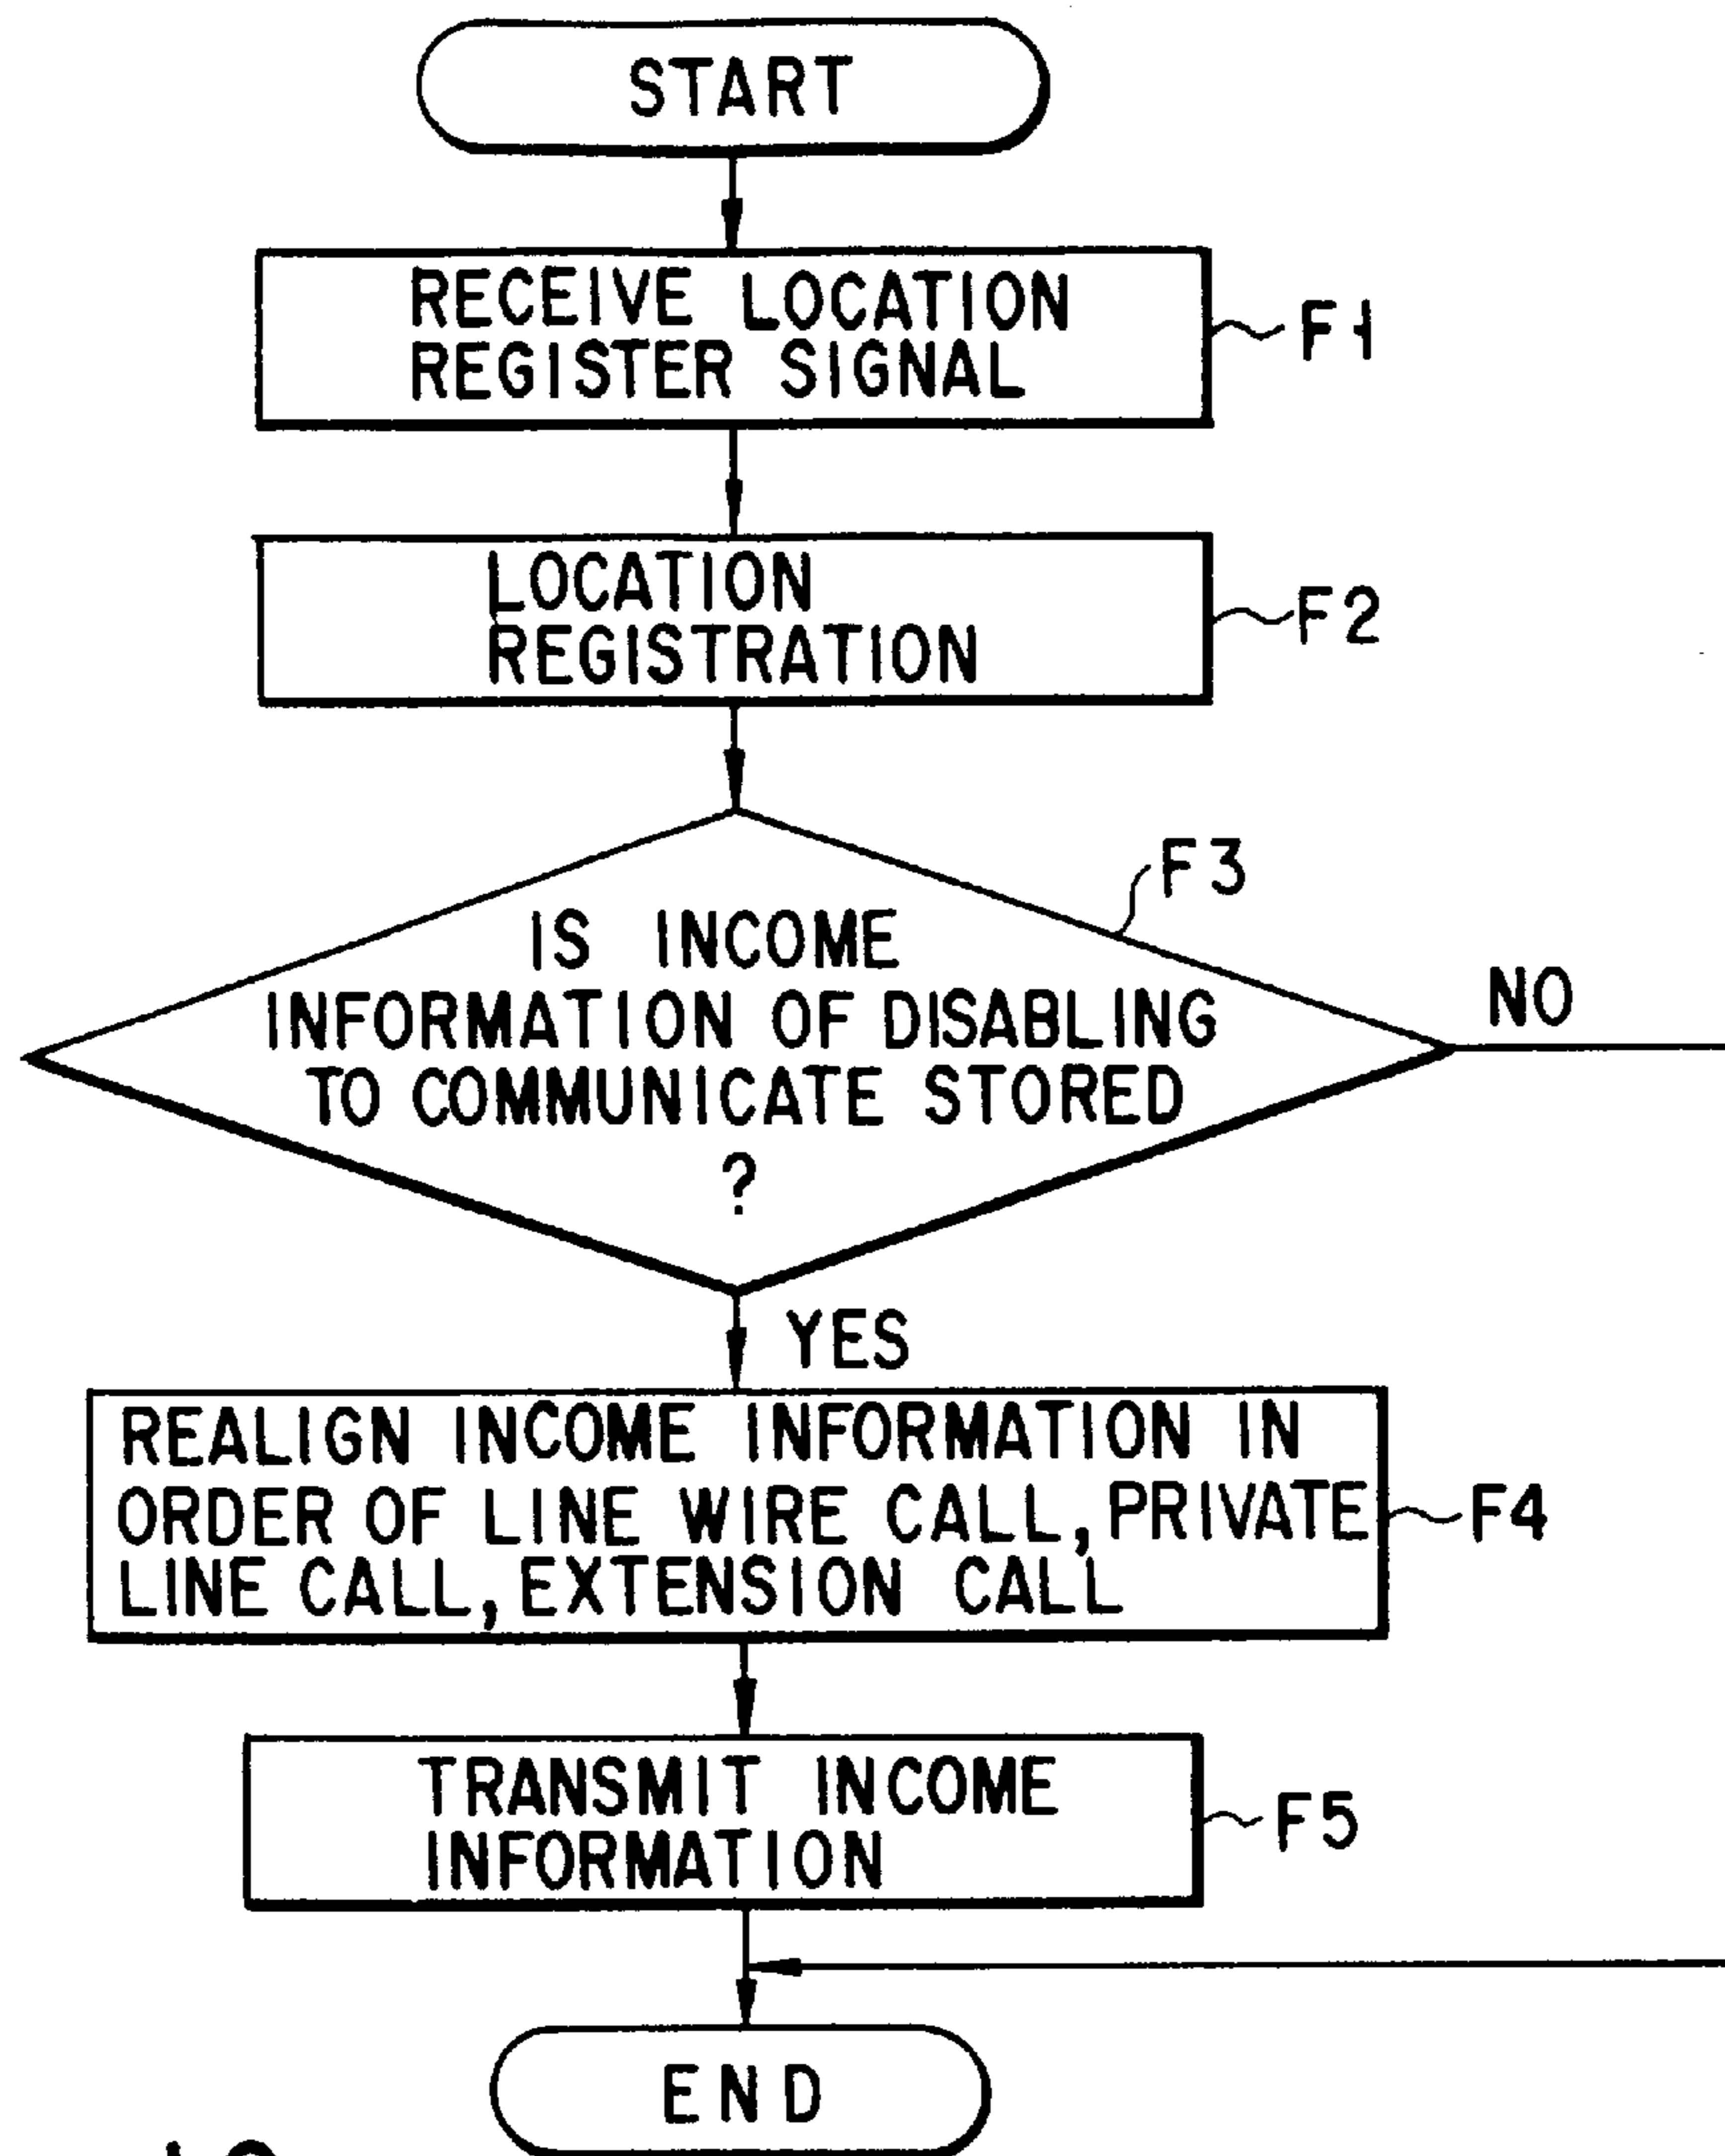 START
RECEIVE LOCATION
REGISTER SIGNAL
F1
LOCATION
REGISTRATION
F2
F3
IS INCOME
INFORMATION OF DISABLING
TO COMMUNICATE STORED
?
NO
YES
REALIGN INCOME INFORMATION IN
ORDER OF LINE WIRE CALL, PRIVATE
LINE CALL, EXTENSION CALL
F4
TRANSMIT INCOME
INFORMATION
F5
END